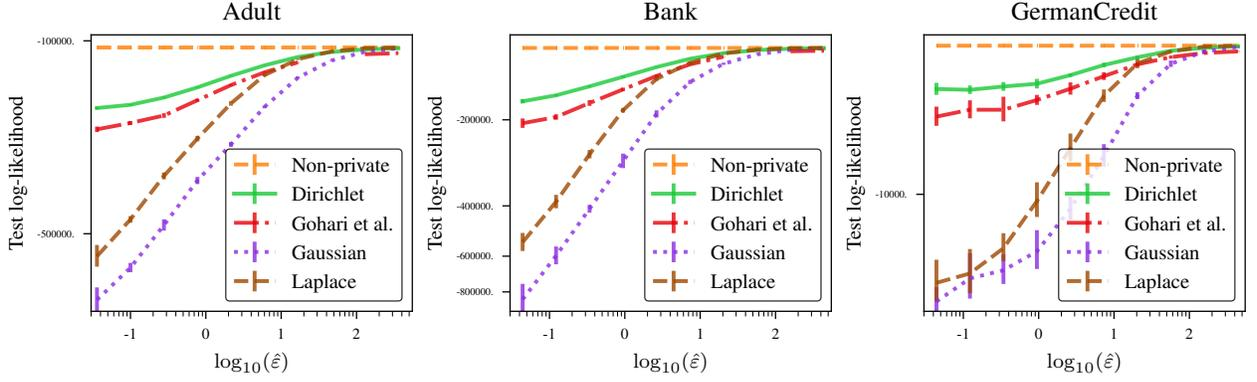 Adult
Test log-likelihood
-100000.
-500000.
Non-private
Dirichlet
Gohari et al.
Gaussian
Laplace
-1
0
1
2
log₁₀(ε̂)
Bank
Test log-likelihood
-200000.
-400000.
-600000.
-800000.
Non-private
Dirichlet
Gohari et al.
Gaussian
Laplace
-1
0
1
2
log₁₀(ε̂)
GermanCredit
Test log-likelihood
-10000.
Non-private
Dirichlet
Gohari et al.
Gaussian
Laplace
-1
0
1
2
log₁₀(ε̂)